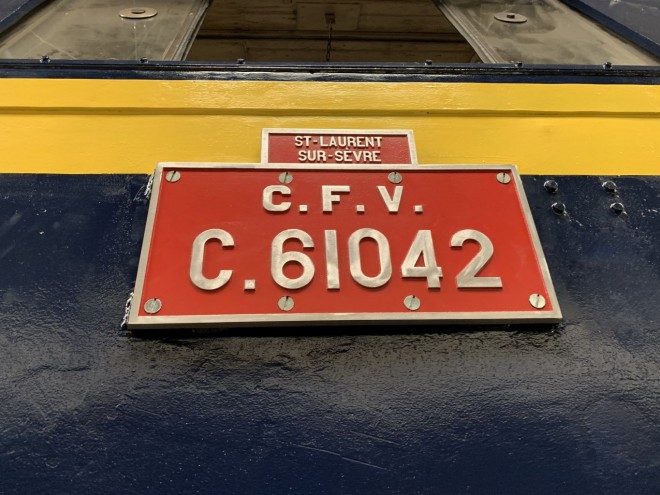 ST-LAURENT
SUR-SÈVRE
C.F.V.
C.61042